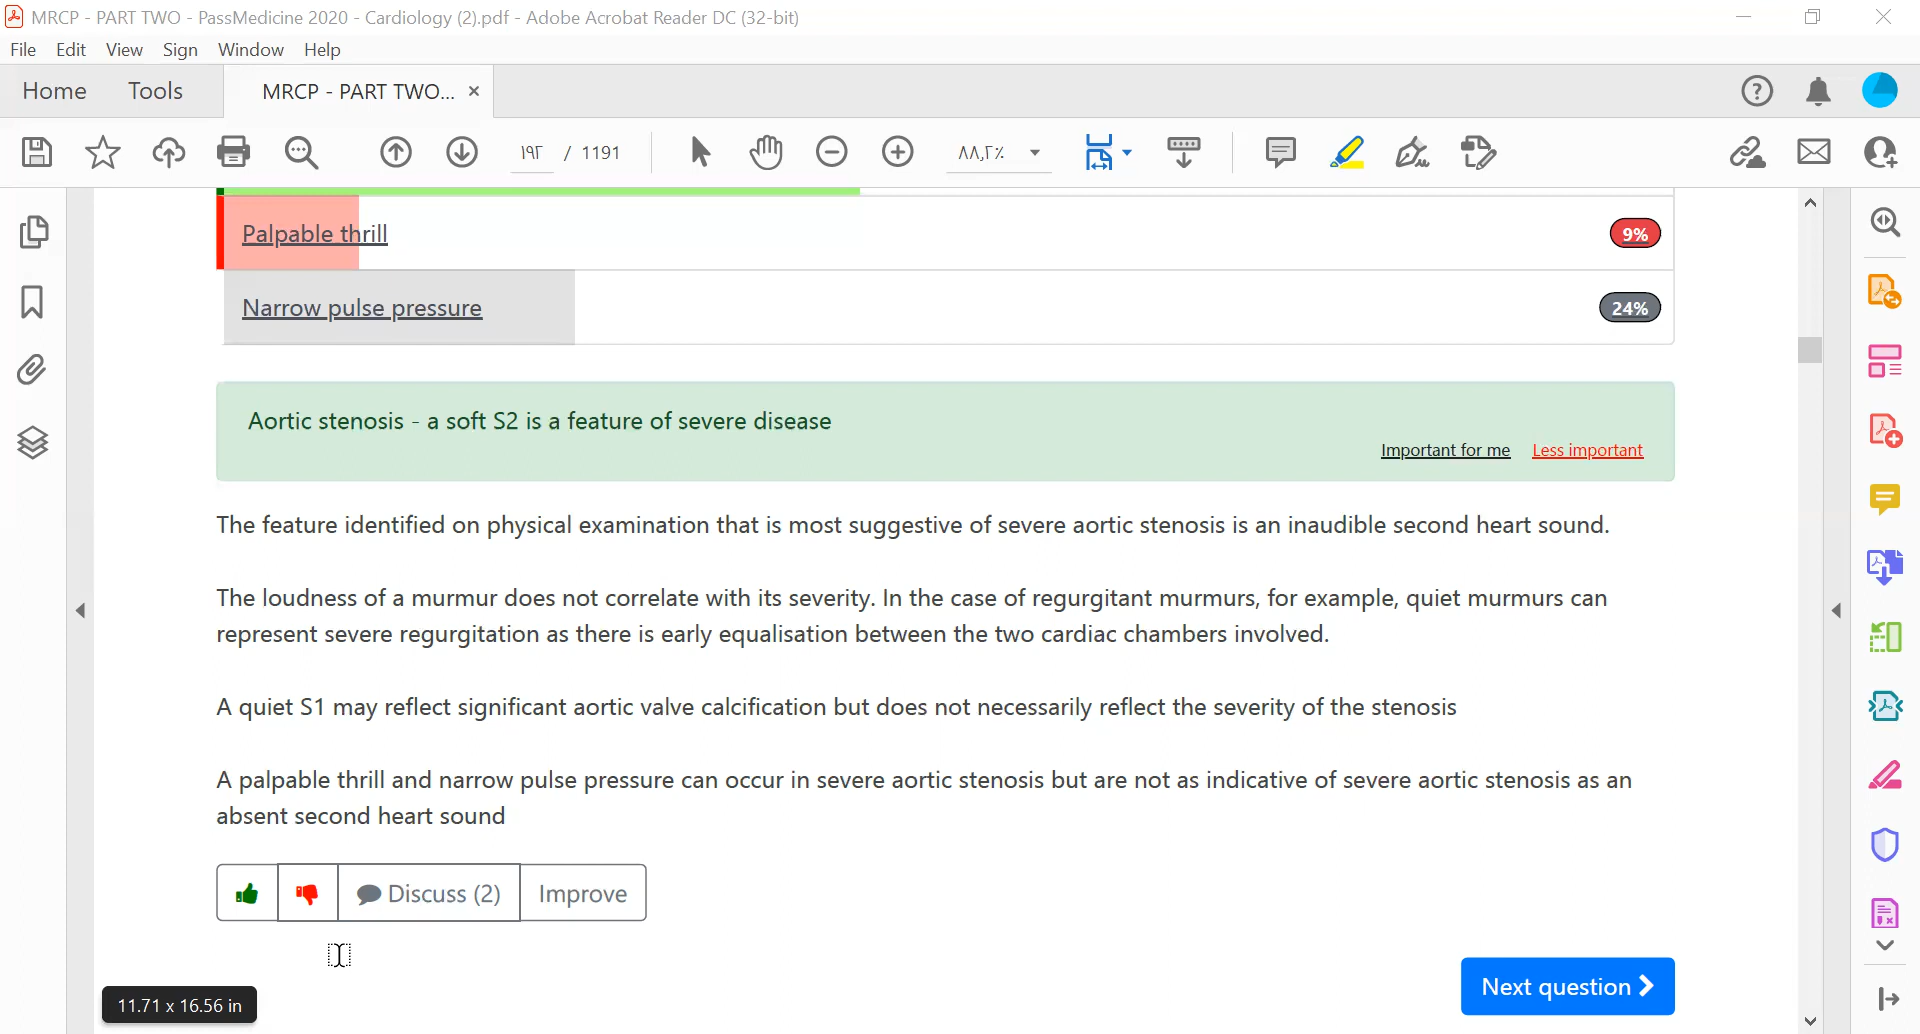 MRCP - PART TWO - PassMedicine 2020 - Cardiology (2).pdf - Adobe Acrobat Reader DC (32-bit)
File Edit View Sign Window Help
Home Tools MRCP - PART TWO... ×
١٩٢ / 1191 ٨٨,٢٪
Palpable thrill 9%
Narrow pulse pressure 24%
Aortic stenosis - a soft S2 is a feature of severe disease
Important for me Less important
The feature identified on physical examination that is most suggestive of severe aortic stenosis is an inaudible second heart sound.
The loudness of a murmur does not correlate with its severity. In the case of regurgitant murmurs, for example, quiet murmurs can
represent severe regurgitation as there is early equalisation between the two cardiac chambers involved.
A quiet S1 may reflect significant aortic valve calcification but does not necessarily reflect the severity of the stenosis
A palpable thrill and narrow pulse pressure can occur in severe aortic stenosis but are not as indicative of severe aortic stenosis as an
absent second heart sound
Discuss (2) Improve
Next question
11.71 x 16.56 in